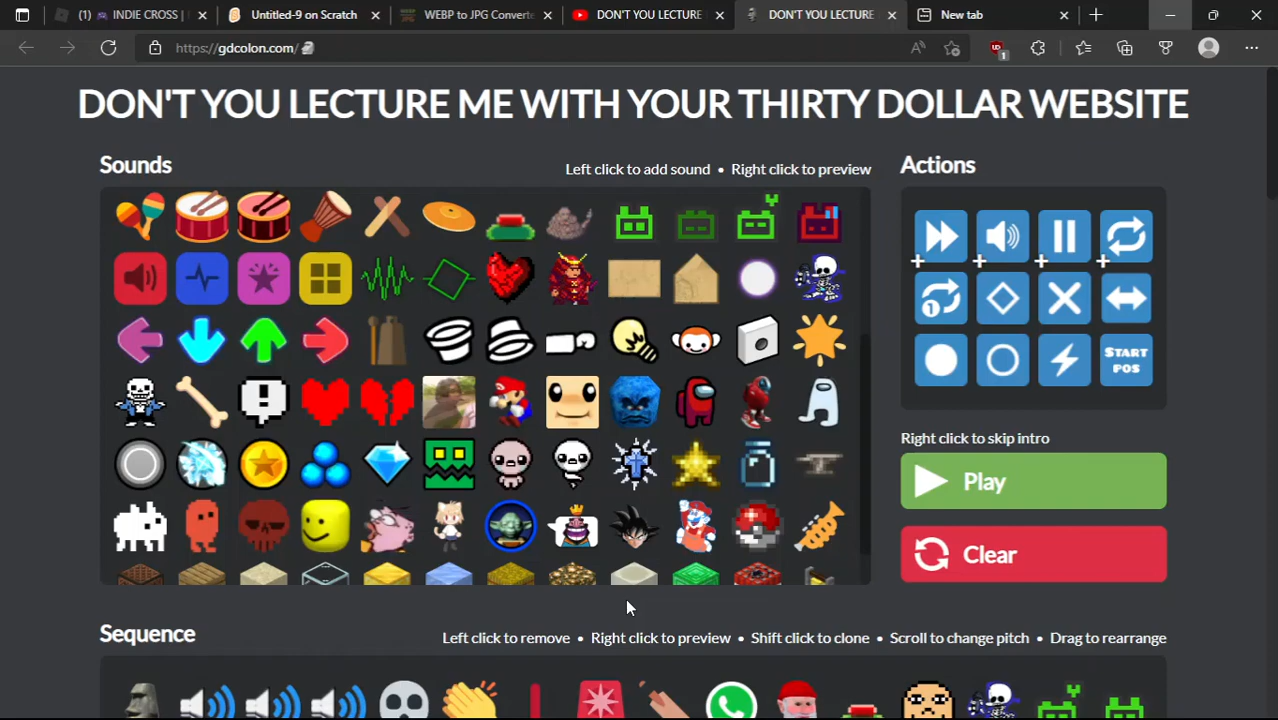 (1) 🎮 INDIE CROSS |
Untitled-9 on Scratch
WEBP to JPG Converte
DON'T YOU LECTURE
DON'T YOU LECTURE
New tab
https://gdcolon.com/🗿
DON'T YOU LECTURE ME WITH YOUR THIRTY DOLLAR WEBSITE
Sounds
Left click to add sound • Right click to preview
Actions
START
POS
Right click to skip intro
Play
Clear
Sequence
Left click to remove • Right click to preview • Shift click to clone • Scroll to change pitch • Drag to rearrange